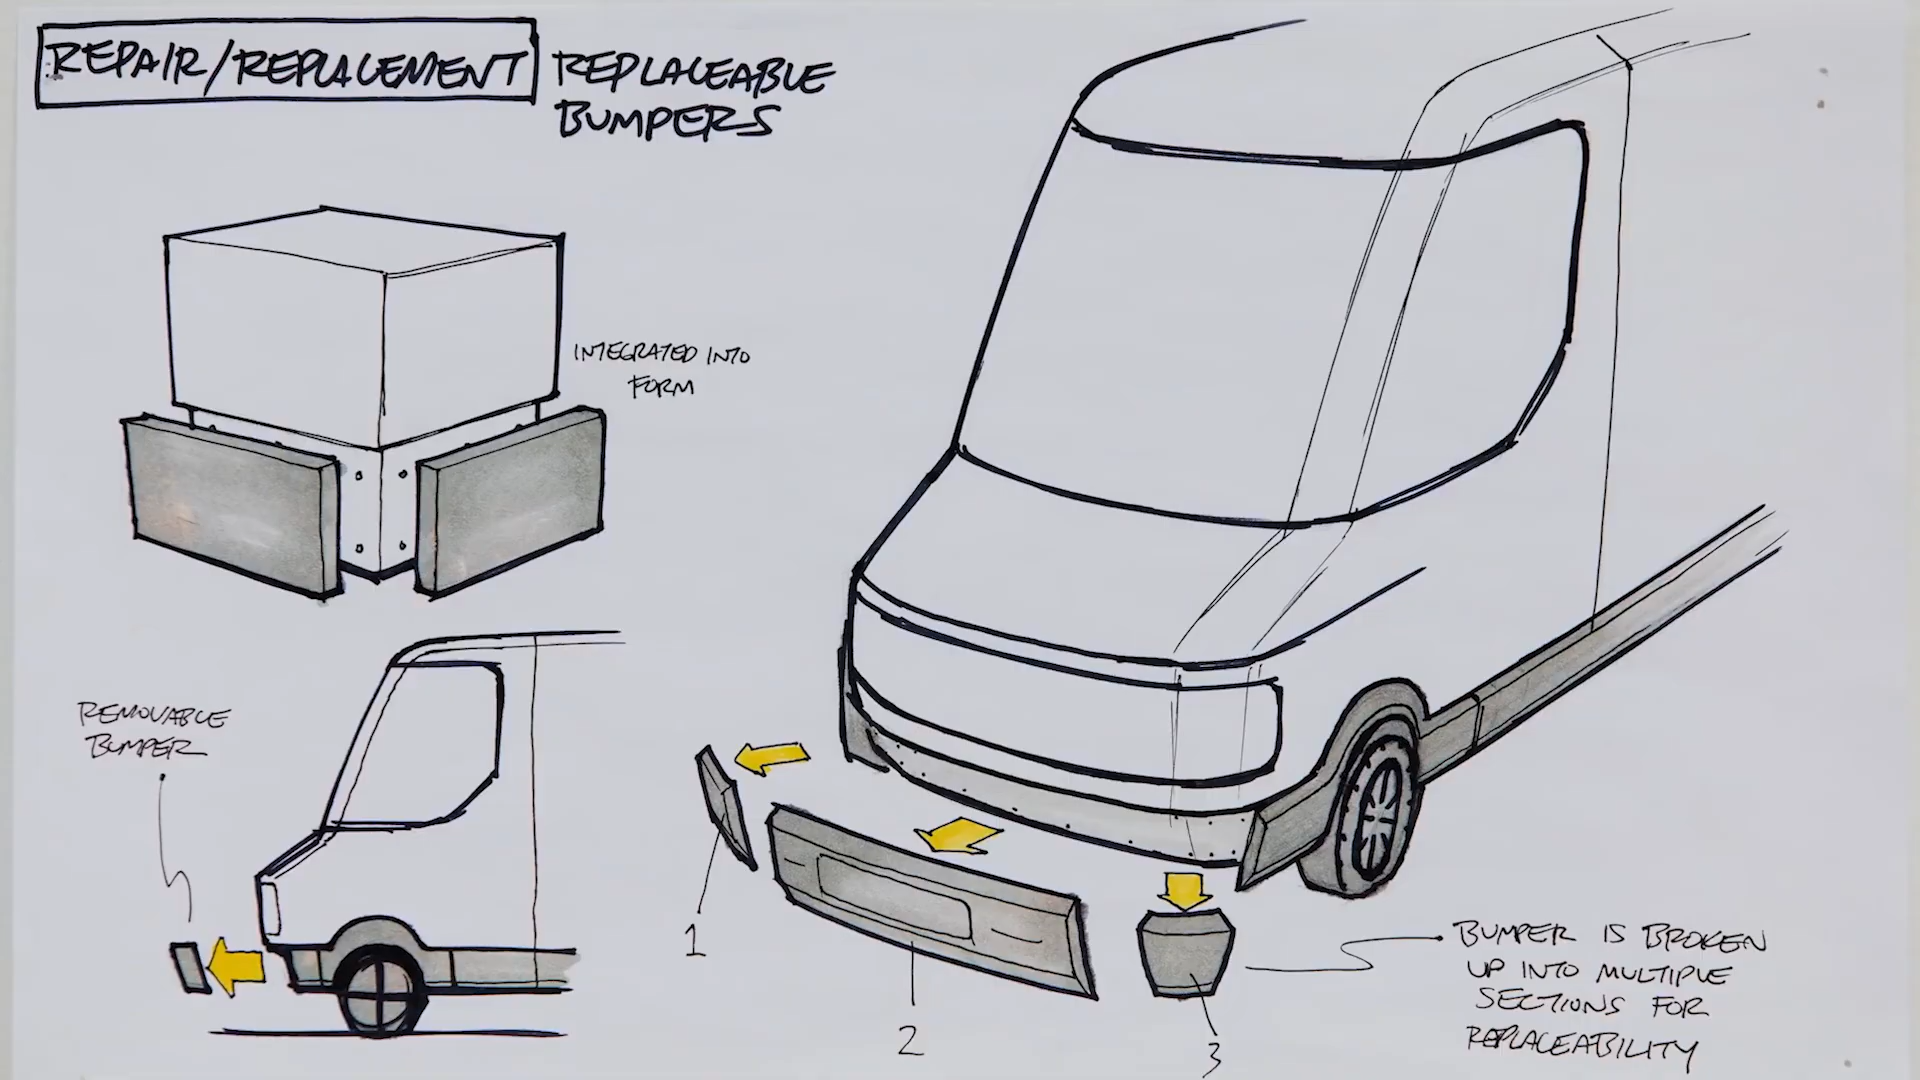 REPAIR/REPLACEMENT
REPLACEABLE
BUMPERS
INTEGRATED INTO
FORM
REMOVABLE
BUMPER
1
2
3
BUMPER IS BROKEN
UP INTO MULTIPLE
SECTIONS FOR
REPLACEABILITY